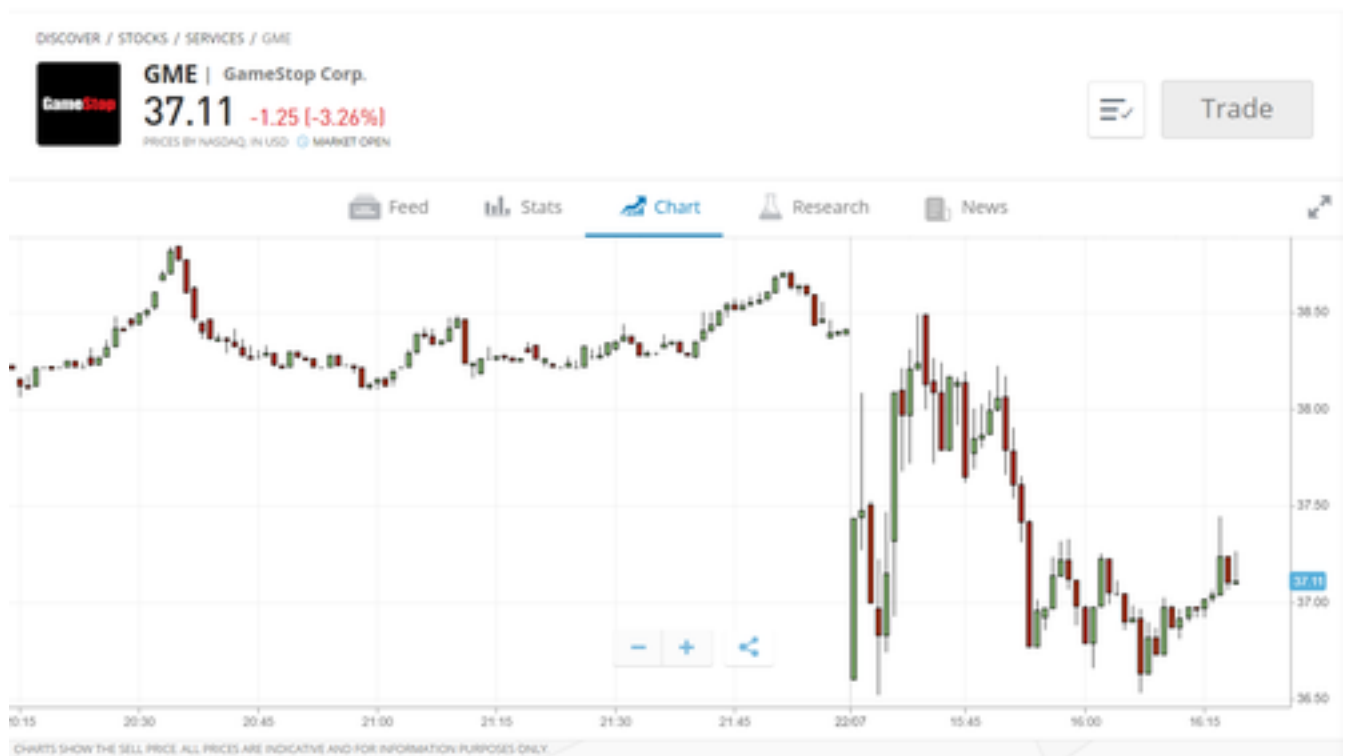 DISCOVER / STOCKS / SERVICES / GME
GameStop
GME | GameStop Corp.
37.11 -1.25 (-3.26%)
PRICES BY NASDAQ, IN USD MARKET OPEN
Trade
Feed Stats Chart Research News
38.50
38.00
37.50
37.11
37.00
36.50
0:15 20:30 20:45 21:00 21:15 21:30 21:45 22/07 15:45 16:00 16:15
CHARTS SHOW THE SELL PRICE. ALL PRICES ARE INDICATIVE AND FOR INFORMATION PURPOSES ONLY.